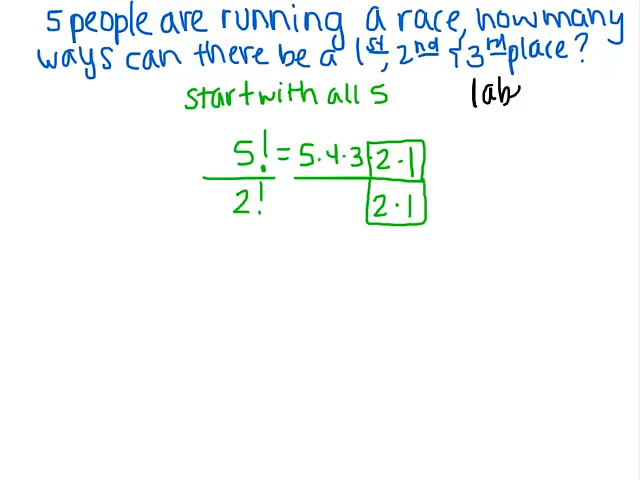 5 people are running a race, how many
ways can there be a 1st, 2nd & 3rd place?
start with all 5
lab
5! = 5·4·3·2·1
2! 2·1